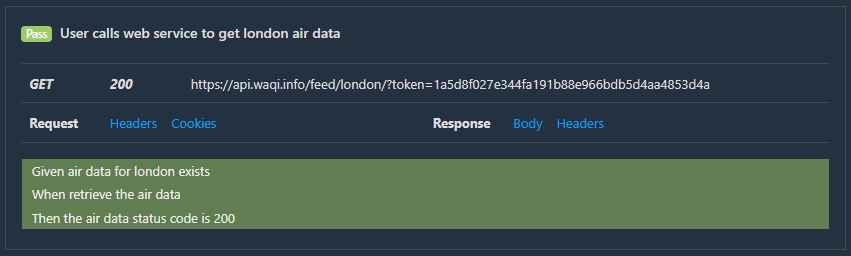 Pass User calls web service to get london air data
GET 200 https://api.waqi.info/feed/london/?token=1a5d8f027e344fa191b88e966bdb5d4aa4853d4a
Request Headers Cookies Response Body Headers
Given air data for london exists
When retrieve the air data
Then the air data status code is 200